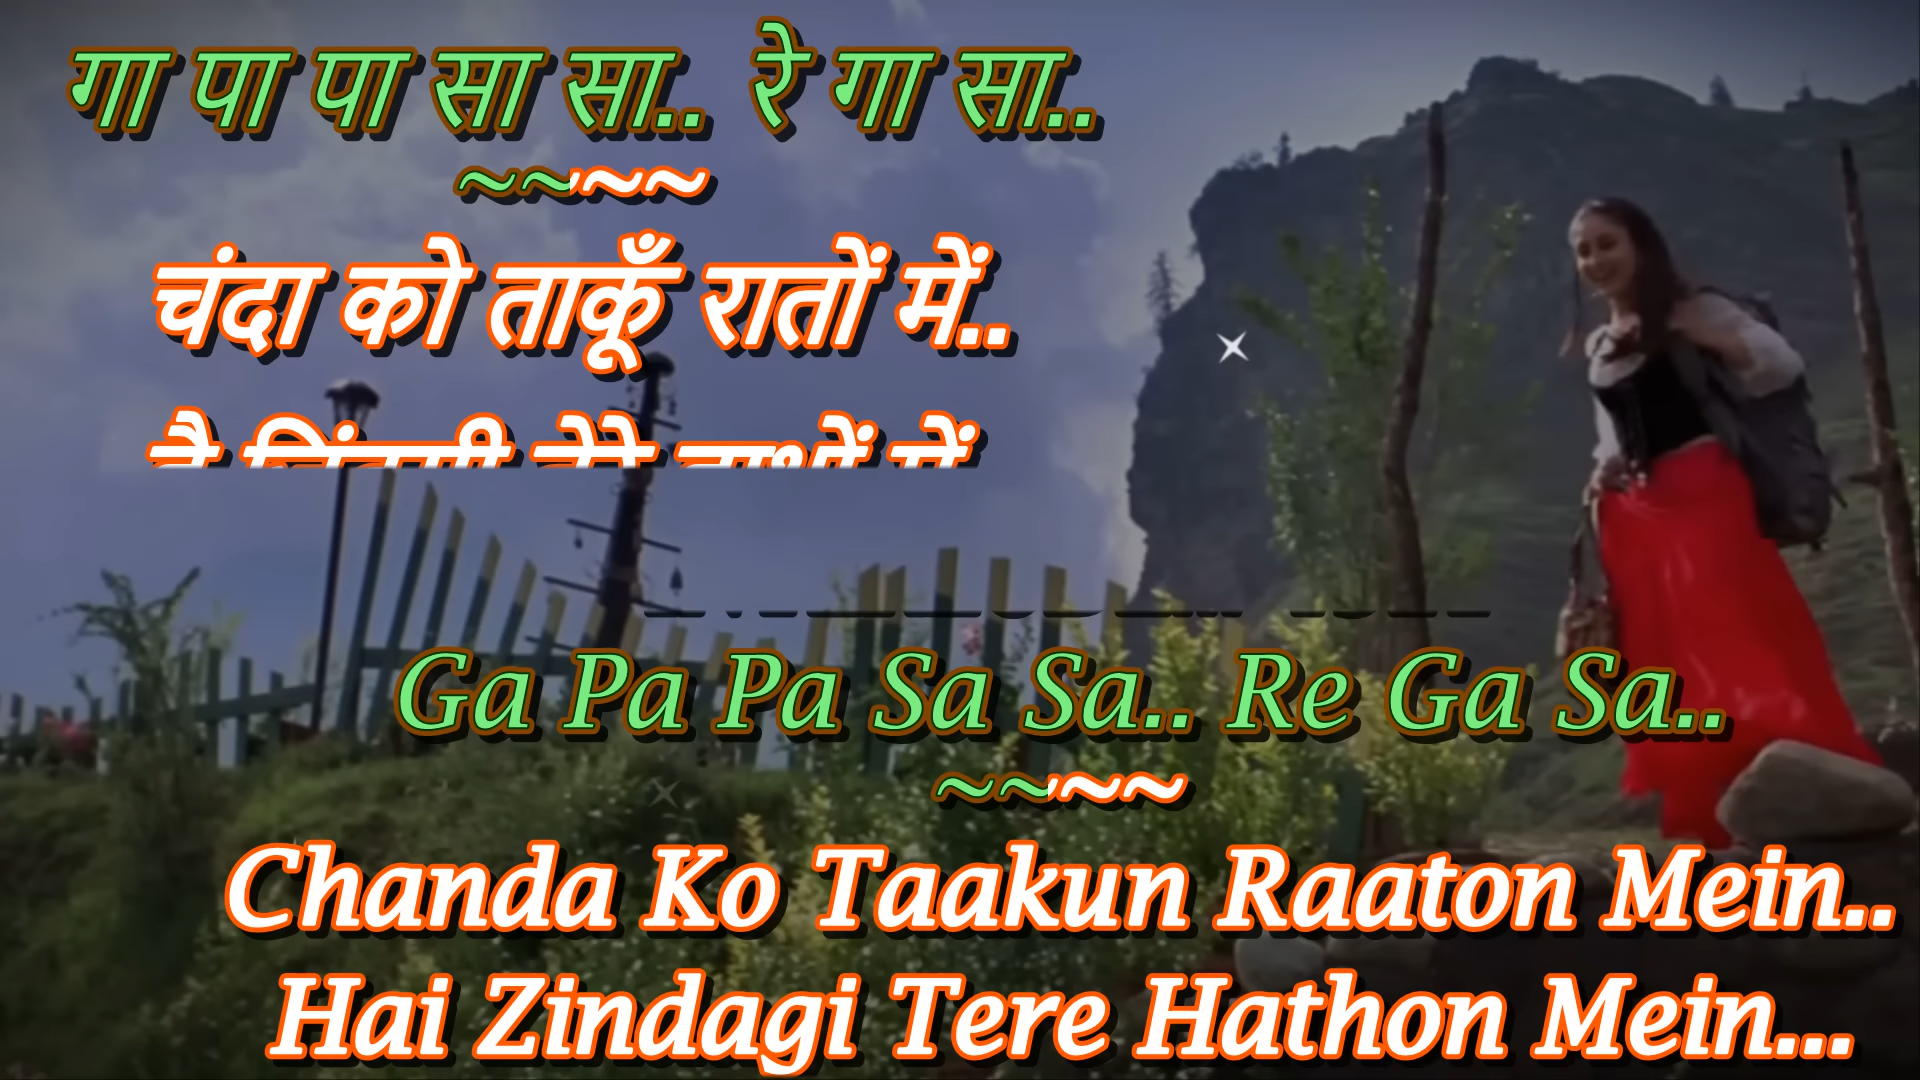 गा पा पा सा सा.. रे गा सा..
~~~~
चंदा को ताकूँ रातों में..
Ga Pa Pa Sa Sa.. Re Ga Sa..
~~~~
Chanda Ko Taakun Raaton Mein..
Hai Zindagi Tere Hathon Mein...